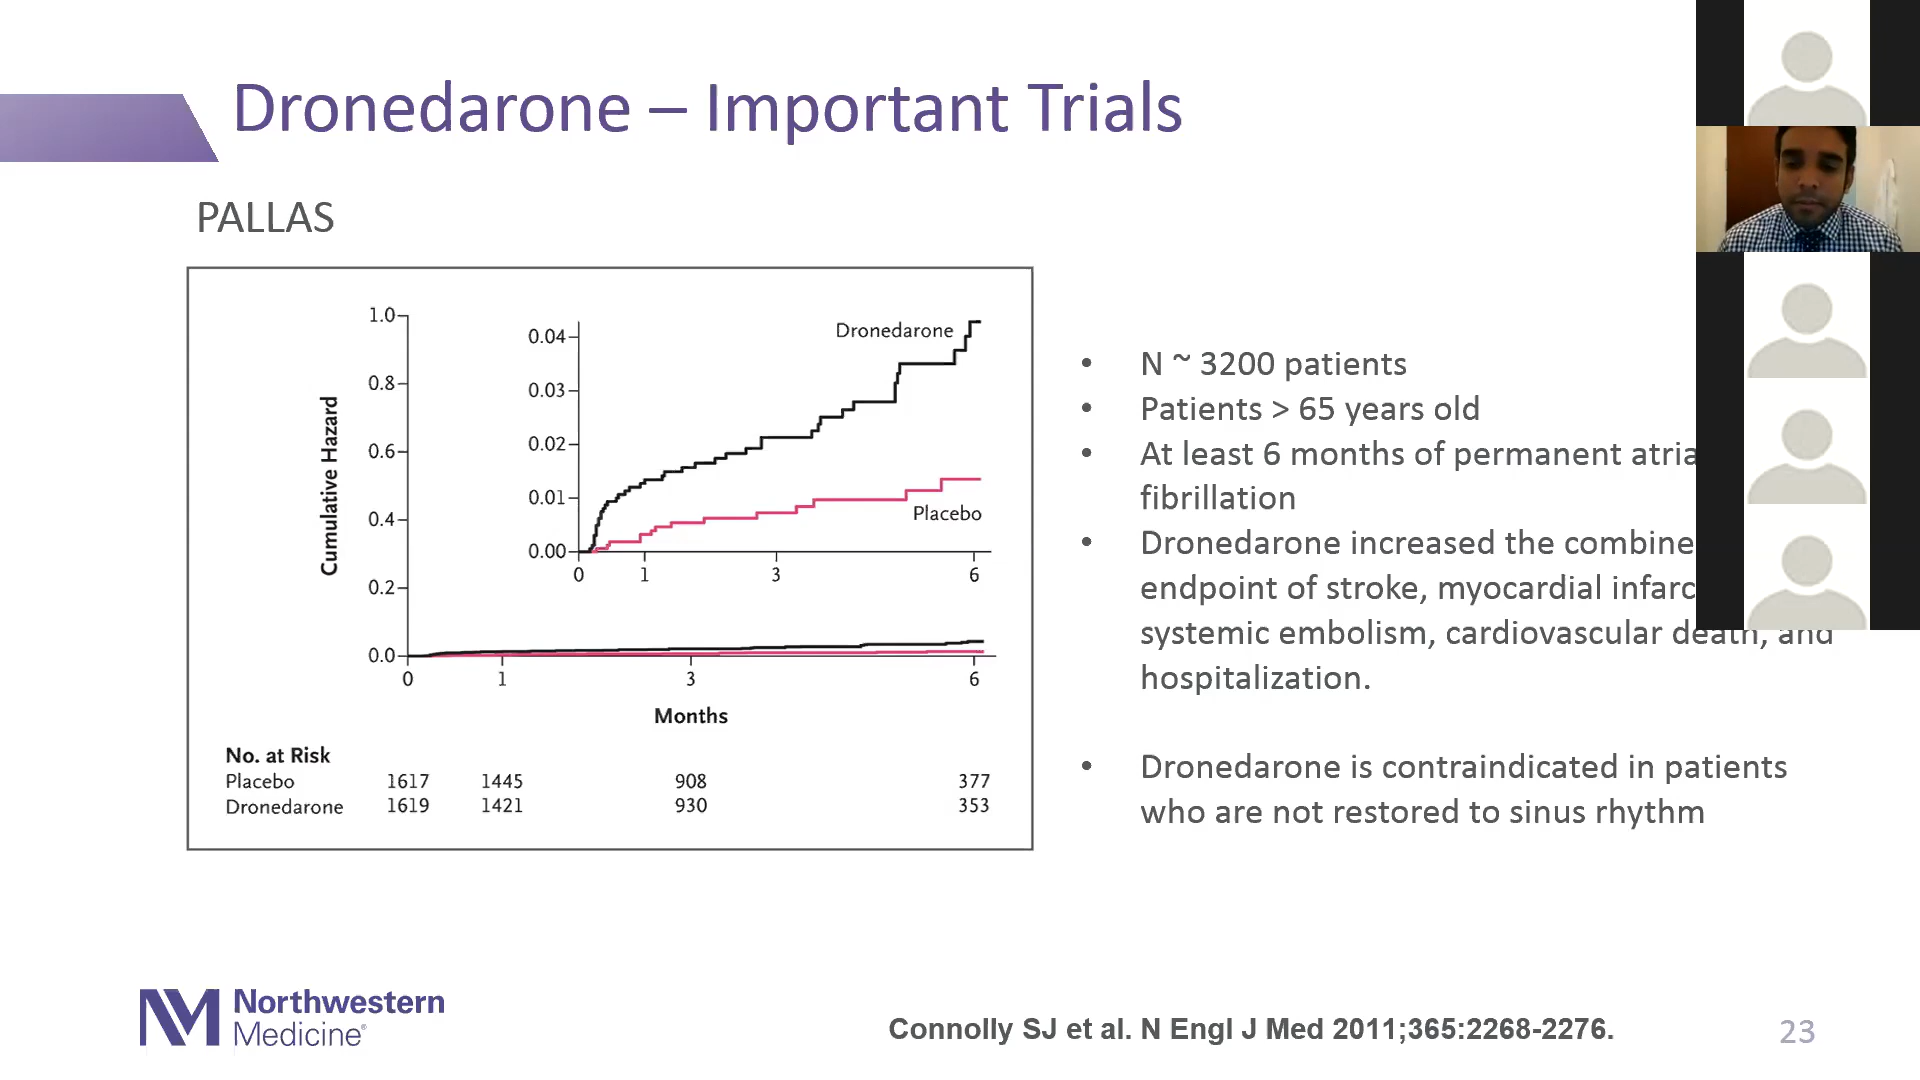 Dronedarone – Important Trials
PALLAS
Cumulative Hazard
1.0
0.8
0.6
0.4
0.2
0.0
0 1 3 6
0.04
0.03
0.02
0.01
0.00
0 1 3 6
Dronedarone
Placebo
Months
No. at Risk
Placebo 1617 1445 908 377
Dronedarone 1619 1421 930 353
• N ~ 3200 patients
• Patients > 65 years old
• At least 6 months of permanent atria
fibrillation
• Dronedarone increased the combine
endpoint of stroke, myocardial infarc
systemic embolism, cardiovascular death, and
hospitalization.
• Dronedarone is contraindicated in patients
who are not restored to sinus rhythm
Northwestern
Medicine®
Connolly SJ et al. N Engl J Med 2011;365:2268-2276.
23